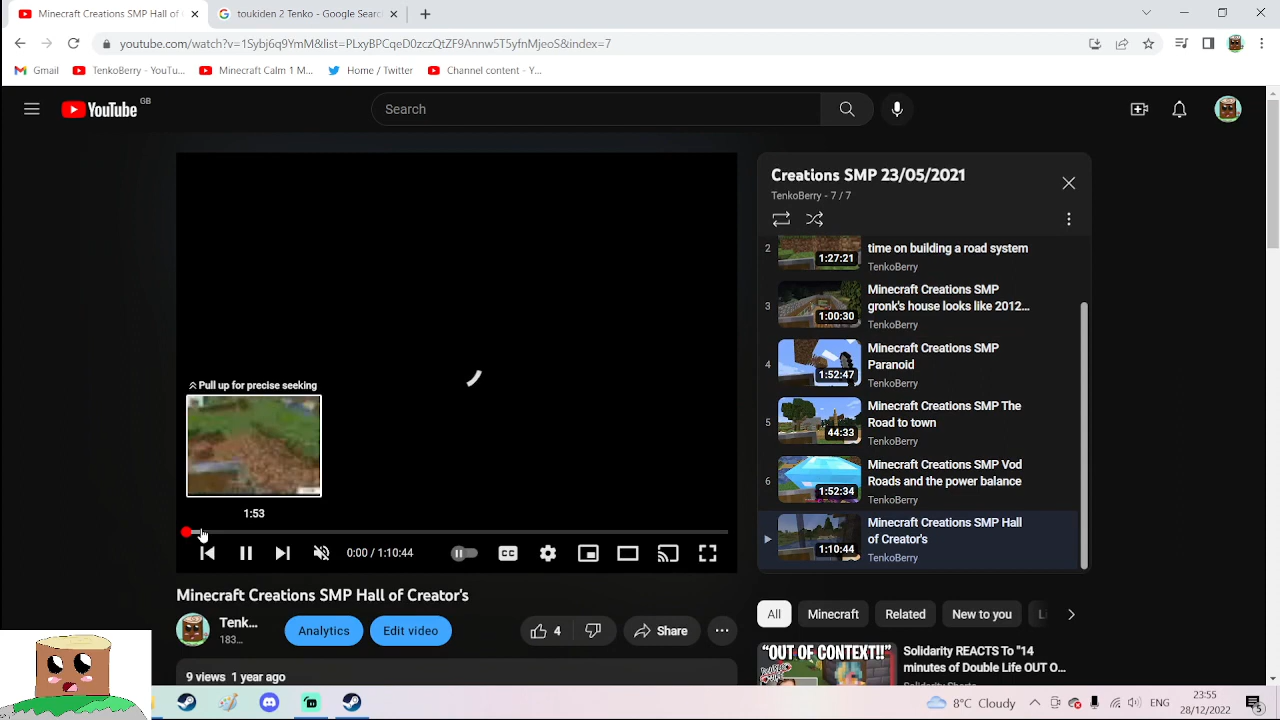 Minecraft Creations SMP Hall of
toukiden 2 Tenko - Google Searc
youtube.com/watch?v=1Sybj6q9YmM&list=PLxyBPCqeD0zczQtZF9Amrv5T5yfnMjeoS&index=7
Gmail
TenkoBerry - YouTu...
Minecraft Calm 1 M...
Home / Twitter
Channel content - Y...
YouTube GB
Search
Creations SMP 23/05/2021
TenkoBerry - 7 / 7
2
1:27:21
time on building a road system
TenkoBerry
3
1:00:30
Minecraft Creations SMP
gronk's house looks like 2012...
TenkoBerry
4
1:52:47
Minecraft Creations SMP
Paranoid
TenkoBerry
5
44:33
Minecraft Creations SMP The
Road to town
TenkoBerry
6
1:52:34
Minecraft Creations SMP Vod
Roads and the power balance
TenkoBerry
1:10:44
Minecraft Creations SMP Hall
of Creator's
TenkoBerry
Pull up for precise seeking
1:53
0:00 / 1:10:44
CC
Minecraft Creations SMP Hall of Creator's
Tenk...
183...
Analytics
Edit video
4
Share
9 views 1 year ago
All
Minecraft
Related
New to you
"OUT OF CONTEXT!!"
Solidarity REACTS To "14
minutes of Double Life OUT O...
8°C Cloudy
ENG
23:55
28/12/2022
5